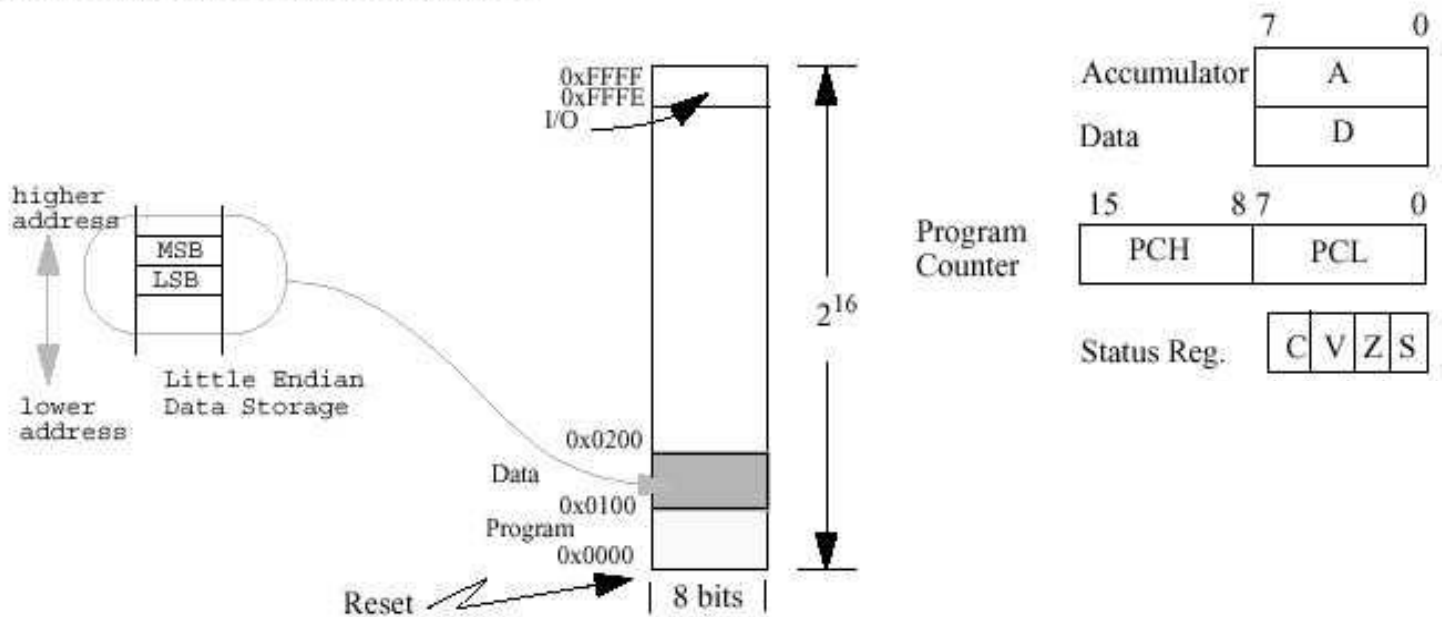 0xFFFF
0xFFFE
I/O
higher
address
MSB
LSB
Little Endian
Data Storage
lower
address
0x0200
Data
0x0100
Program
0x0000
Reset
8 bits
2^16
7 0
Accumulator A
Data D
15 8 7 0
Program
Counter
PCH PCL
Status Reg. C V Z S